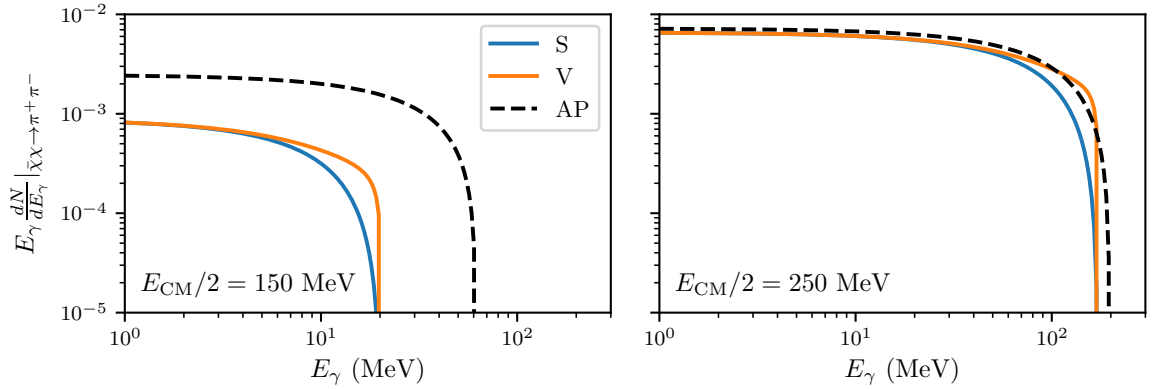 10^{-2}
10^{-3}
10^{-4}
10^{-5}
E_γ dN/dE_γ |_{χ̄χ→π^+π^-}
S
V
AP
E_CM/2 = 150 MeV
10^0
10^1
10^2
E_γ (MeV)
E_CM/2 = 250 MeV
10^0
10^1
10^2
E_γ (MeV)